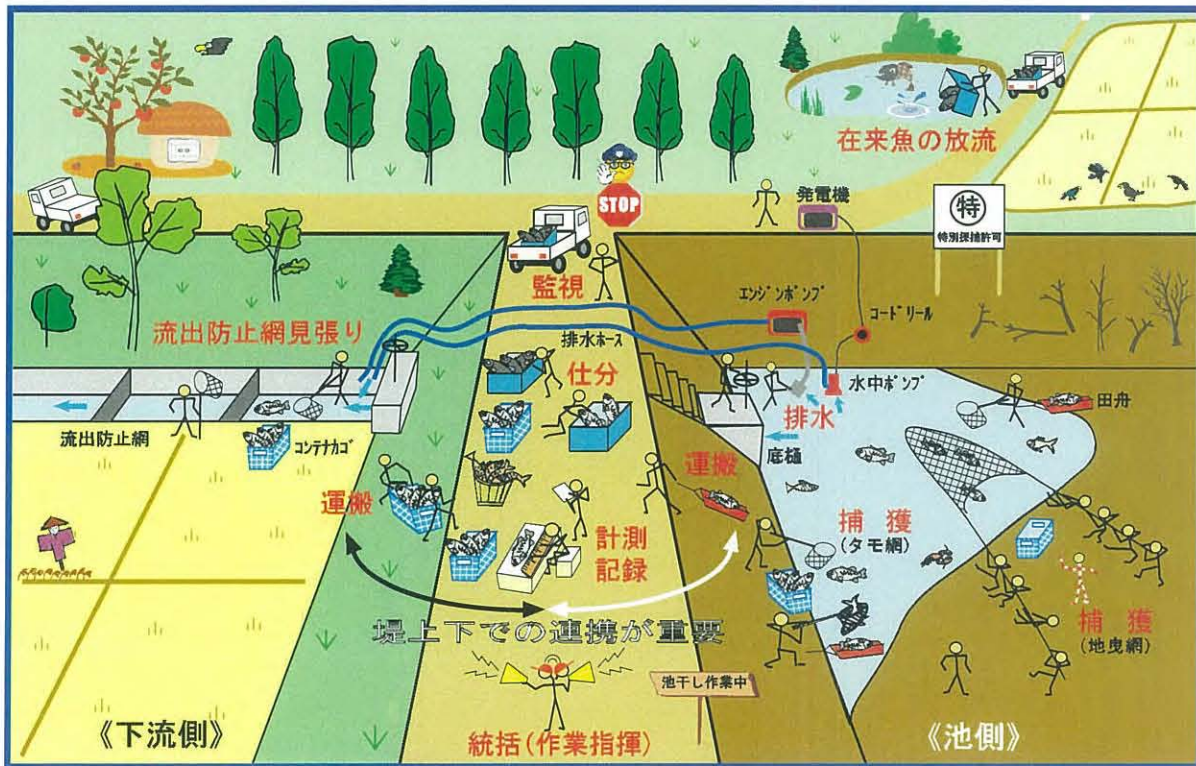 在来魚の放流
STOP
発電機
特
特別採捕許可
監視
エンジンポンプ
コードリール
流出防止網見張り
排水ホース
仕分
水中ポンプ
田舟
排水
流出防止網
コンテナカゴ
底樋
運搬
運搬
捕獲
(タモ網)
計測
記録
捕獲
(地曳網)
堤上下での連携が重要
池干し作業中
《下流側》
統括(作業指揮)
《池側》